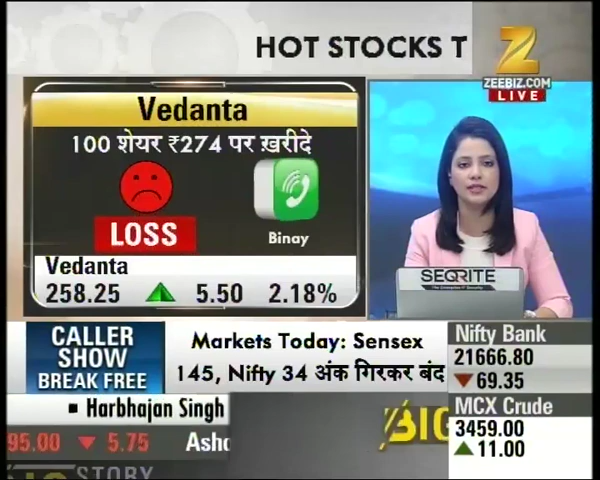 HOT STOCKS T
ZEEBIZ.COM
LIVE
Vedanta
100 शेयर ₹274 पर ख़रीदे
LOSS
Binay
Vedanta
258.25 5.50 2.18%
SEQRITE
CALLER
SHOW
BREAK FREE
Markets Today: Sensex
145, Nifty 34 अंक गिरकर बंद
Nifty Bank
21666.80
69.35
MCX Crude
3459.00
11.00
Harbhajan Singh
95.00 5.75 Asho
BIG
STORY